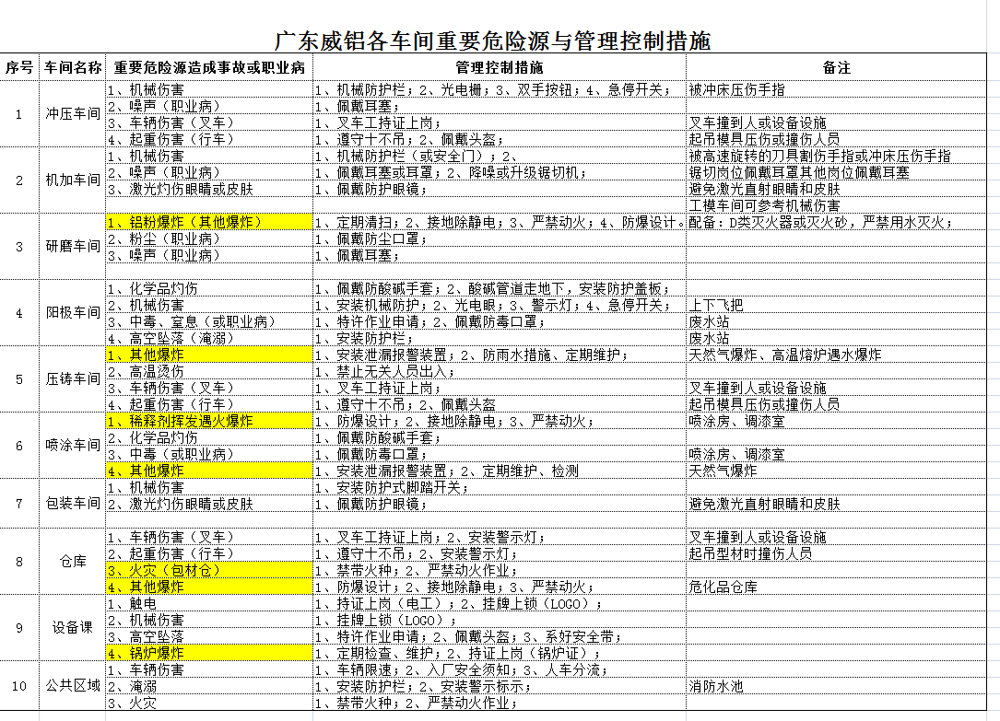 广东威铝各车间重要危险源与管理控制措施
序号 车间名称 重要危险源造成事故或职业病 管理控制措施 备注
1、机械伤害 1、机械防护栏；2、光电栅；3、双手按钮；4、急停开关； 被冲床压伤手指
1 冲压车间 2、噪声（职业病） 1、佩戴耳塞；
3、车辆伤害（叉车） 1、叉车工持证上岗； 叉车撞到人或设备设施
4、起重伤害（行车） 1、遵守十不吊；2、佩戴头盔； 起吊模具压伤或撞伤人员
1、机械伤害 1、机械防护栏（或安全门）；2、 被高速旋转的刀具割伤手指或冲床压伤手指
2 机加车间 2、噪声（职业病） 1、佩戴耳塞或耳罩；2、降噪或升级锯切机； 锯切岗位佩戴耳罩其他岗位佩戴耳塞
3、激光灼伤眼睛或皮肤 1、佩戴防护眼镜； 避免激光直射眼睛和皮肤
工模车间可参考机械伤害
1、铝粉爆炸（其他爆炸） 1、定期清扫；2、接地除静电；3、严禁动火；4、防爆设计。 配备：D类灭火器或灭火砂，严禁用水灭火；
3 研磨车间 2、粉尘（职业病） 1、佩戴防尘口罩；
3、噪声（职业病） 1、佩戴耳塞；
1、化学品灼伤 1、佩戴防酸碱手套；2、酸碱管道走地下，安装防护盖板；
4 阳极车间 2、机械伤害 1、安装机械防护；2、光电眼；3、警示灯；4、急停开关； 上下飞把
3、中毒、窒息（或职业病） 1、特许作业申请；2、佩戴防毒口罩； 废水站
4、高空坠落（淹溺） 1、安装防护栏； 废水站
1、其他爆炸 1、安装泄漏报警装置；2、防雨水措施、定期维护； 天然气爆炸、高温熔炉遇水爆炸
5 压铸车间 2、高温烫伤 1、禁止无关人员出入；
3、车辆伤害（叉车） 1、叉车工持证上岗； 叉车撞到人或设备设施
4、起重伤害（行车） 1、遵守十不吊；2、佩戴头盔 起吊模具压伤或撞伤人员
1、稀释剂挥发遇火爆炸 1、防爆设计；2、接地除静电；3、严禁动火； 喷涂房、调漆室
6 喷涂车间 2、化学品灼伤 1、佩戴防酸碱手套；
3、中毒（或职业病） 1、佩戴防毒口罩； 喷涂房、调漆室
4、其他爆炸 1、安装泄漏报警装置；2、定期维护、检测 天然气爆炸
1、机械伤害 1、安装防护式脚踏开关；
7 包装车间 2、激光灼伤眼睛或皮肤 1、佩戴防护眼镜； 避免激光直射眼睛和皮肤
1、车辆伤害（叉车） 1、叉车工持证上岗；2、安装警示灯； 叉车撞到人或设备设施
8 仓库 2、起重伤害（行车） 1、遵守十不吊；2、安装警示灯； 起吊型材时撞伤人员
3、火灾（包材仓） 1、禁带火种；2、严禁动火作业；
4、其他爆炸 1、防爆设计；2、接地除静电；3、严禁动火； 危化品仓库
1、触电 1、持证上岗（电工）；2、挂牌上锁（LOGO）；
9 设备课 2、机械伤害 1、挂牌上锁（LOGO）；
3、高空坠落 1、特许作业申请；2、佩戴头盔；3、系好安全带；
4、锅炉爆炸 1、定期检查、维护；2、持证上岗（锅炉证）；
1、车辆伤害 1、车辆限速；2、入厂安全须知；3、人车分流；
10 公共区域 2、淹溺 1、安装防护栏；2、安装警示标示； 消防水池
3、火灾 1、禁带火种；2、严禁动火作业；